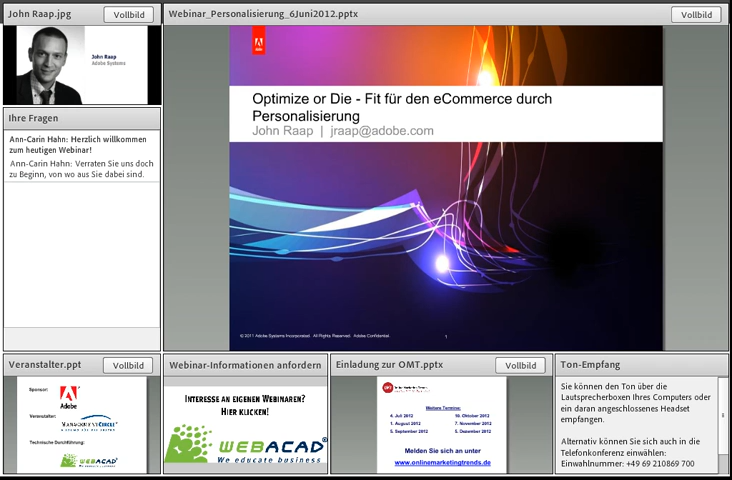 John Raap.jpg
Vollbild
Webinar_Personalisierung_6Juni2012.pptx
Vollbild
John Raap
Adobe Systems
Ihre Fragen
Ann-Carin Hahn: Herzlich willkommen
zum heutigen Webinar!
Ann-Carin Hahn: Verraten Sie uns doch
zu Beginn, von wo aus Sie dabei sind.
Adobe
Optimize or Die - Fit für den eCommerce durch
Personalisierung
John Raap | jraap@adobe.com
© 2011 Adobe Systems Incorporated. All Rights Reserved. Adobe Confidential.
1
Veranstalter.ppt
Vollbild
Sponsor:
Adobe
Veranstalter:
MANAGEMENT CIRCLE®
Technische Durchführung:
WEBACAD
Webinar-Informationen anfordern
INTERESSE AN EIGENEN WEBINAREN?
HIER KLICKEN!
WEBACAD®
We educate business
Einladung zur OMT.pptx
Vollbild
OMT
Weitere Termine:
4. Juli 2012
10. Oktober 2012
1. August 2012
7. November 2012
5. September 2012
5. Dezember 2012
Melden Sie sich an unter
www.onlinemarketingtrends.de
Ton-Empfang
Sie können den Ton über die
Lautsprecherboxen Ihres Computers oder
ein daran angeschlossenes Headset
empfangen.
Alternativ können Sie sich auch in die
Telefonkonferenz einwählen:
Einwahlnummer: +49 69 210869 700